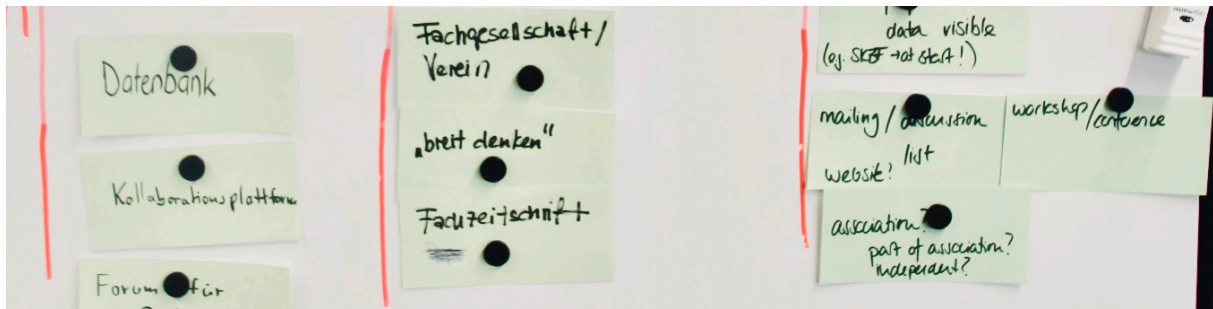 Datenbank
Kollaborationsplattform
Forum für
Fachgesellschaft/
Verein
„breit denken“
Fachzeitschrift
data visible
(eg. → at start!)
mailing / discussion
list
website?
workshop/conference
association?
part of association?
independent?